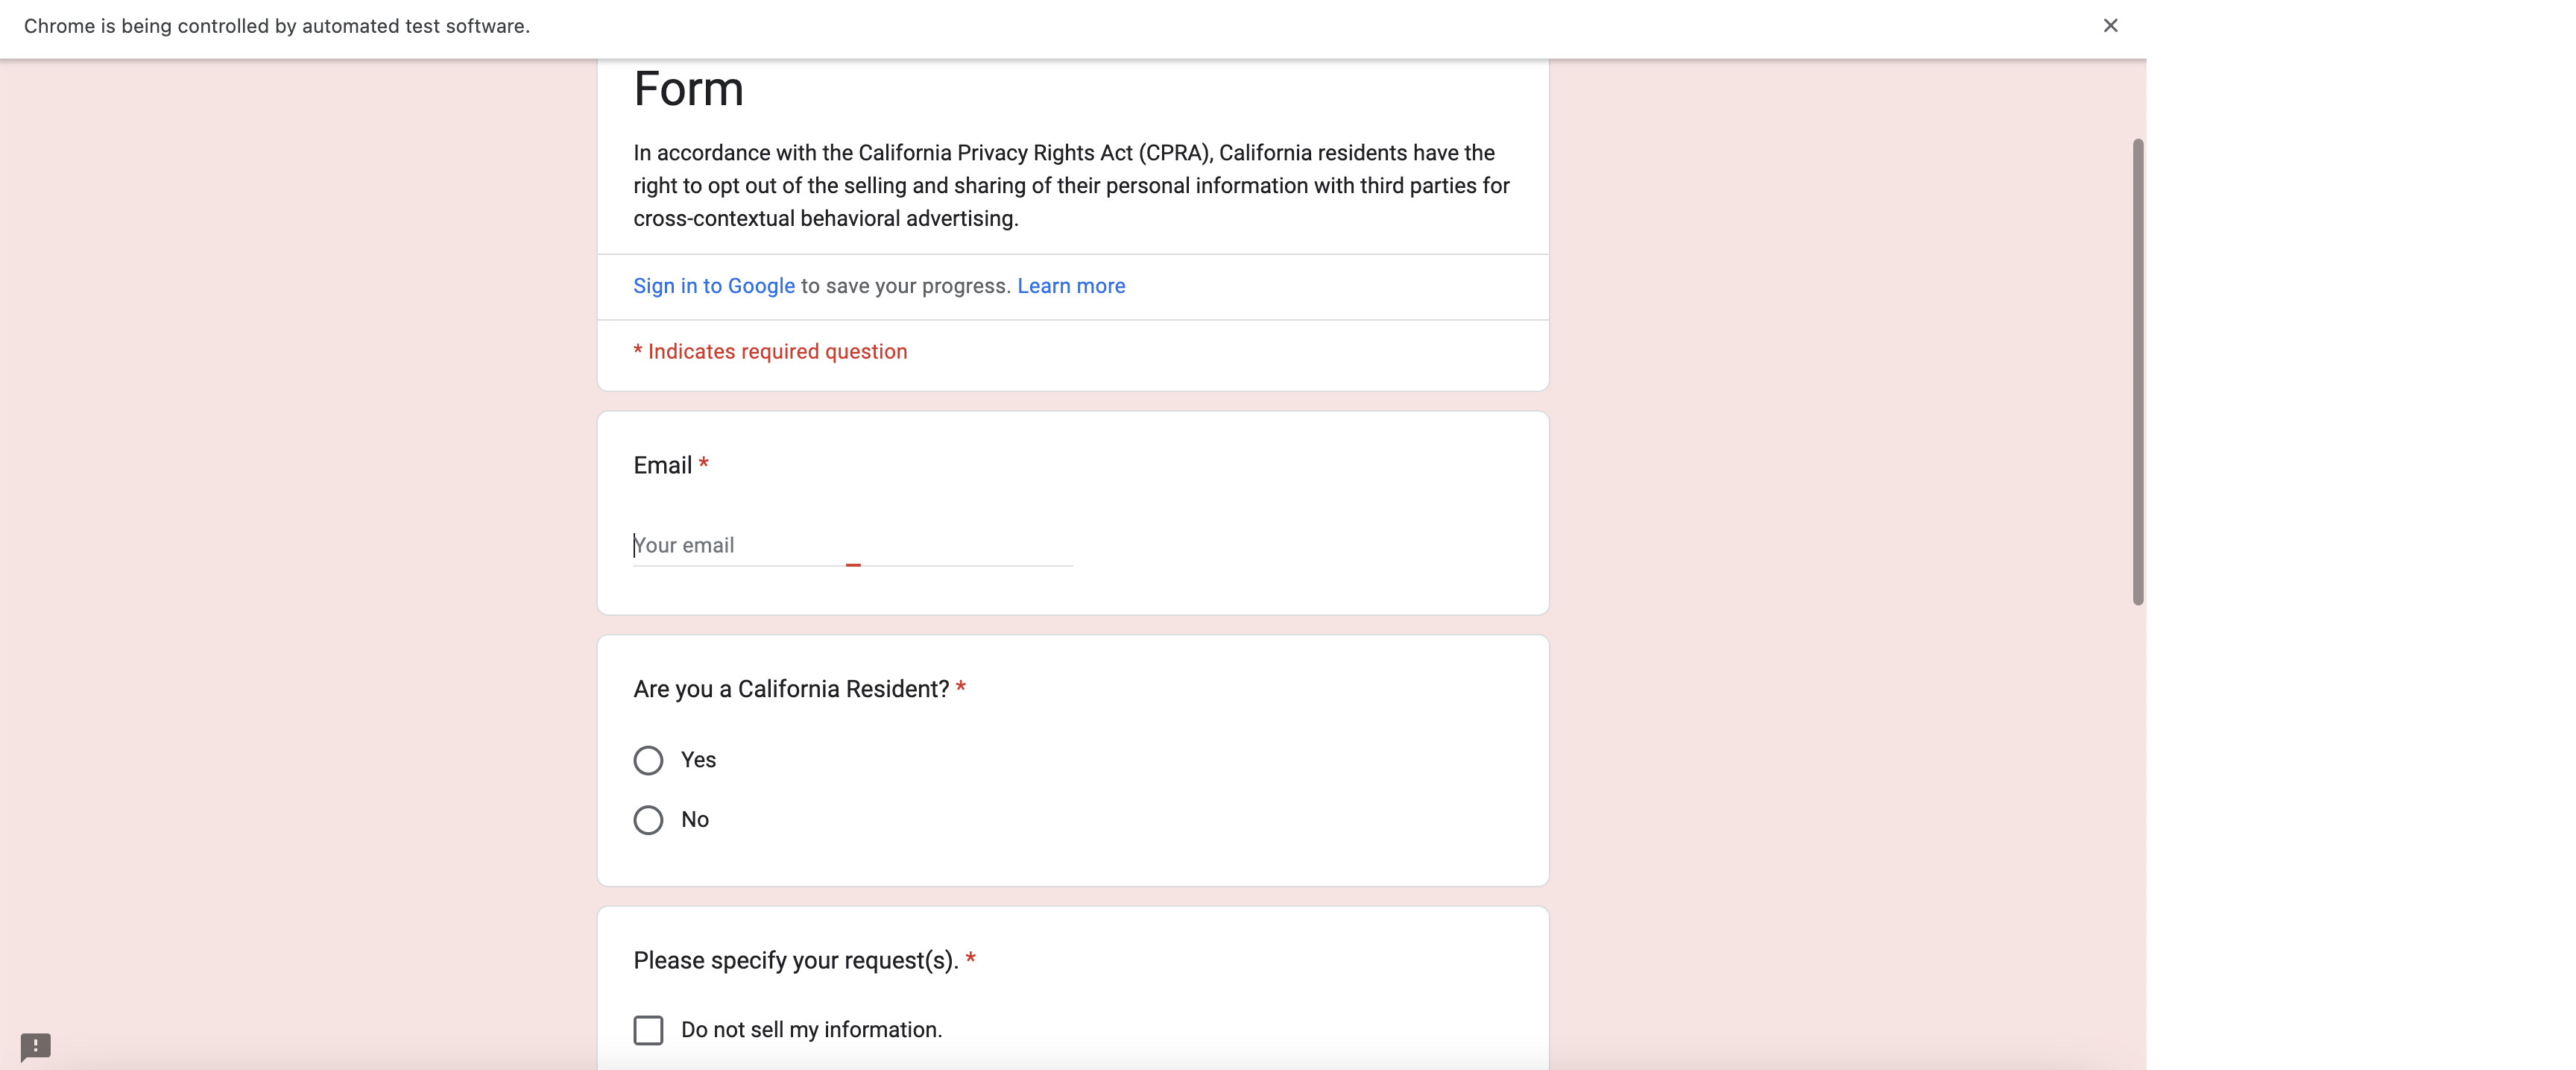 Chrome is being controlled by automated test software.
Form
In accordance with the California Privacy Rights Act (CPRA), California residents have the
right to opt out of the selling and sharing of their personal information with third parties for
cross-contextual behavioral advertising.
Sign in to Google to save your progress. Learn more
* Indicates required question
Email *
Your email
Are you a California Resident? *
Yes
No
Please specify your request(s). *
Do not sell my information.